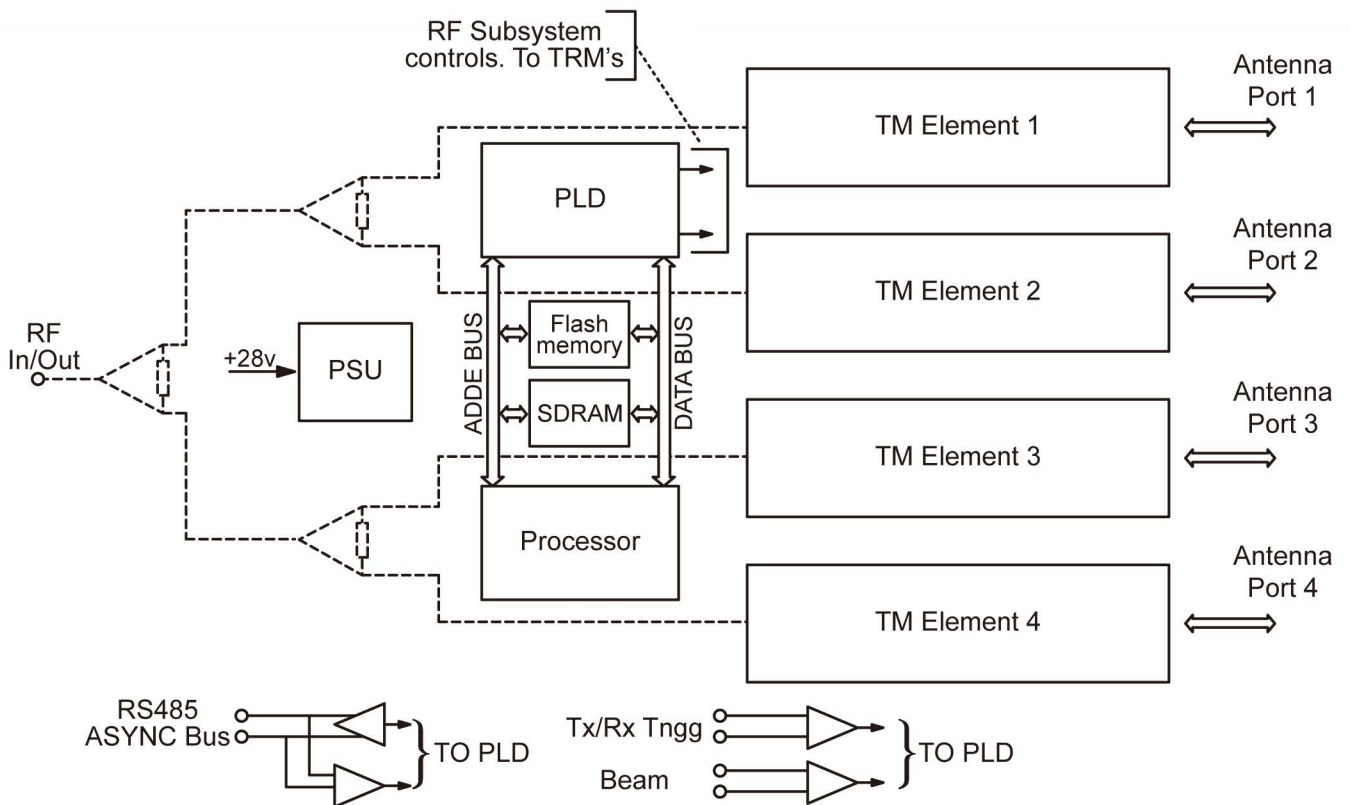 RF Subsystem
controls. To TRM's
TM Element 1
Antenna
Port 1
PLD
TM Element 2
Antenna
Port 2
RF
In/Out
+28v
PSU
ADDE BUS
Flash
memory
SDRAM
DATA BUS
TM Element 3
Antenna
Port 3
Processor
TM Element 4
Antenna
Port 4
RS485
ASYNC Bus
TO PLD
Tx/Rx Tngg
Beam
TO PLD